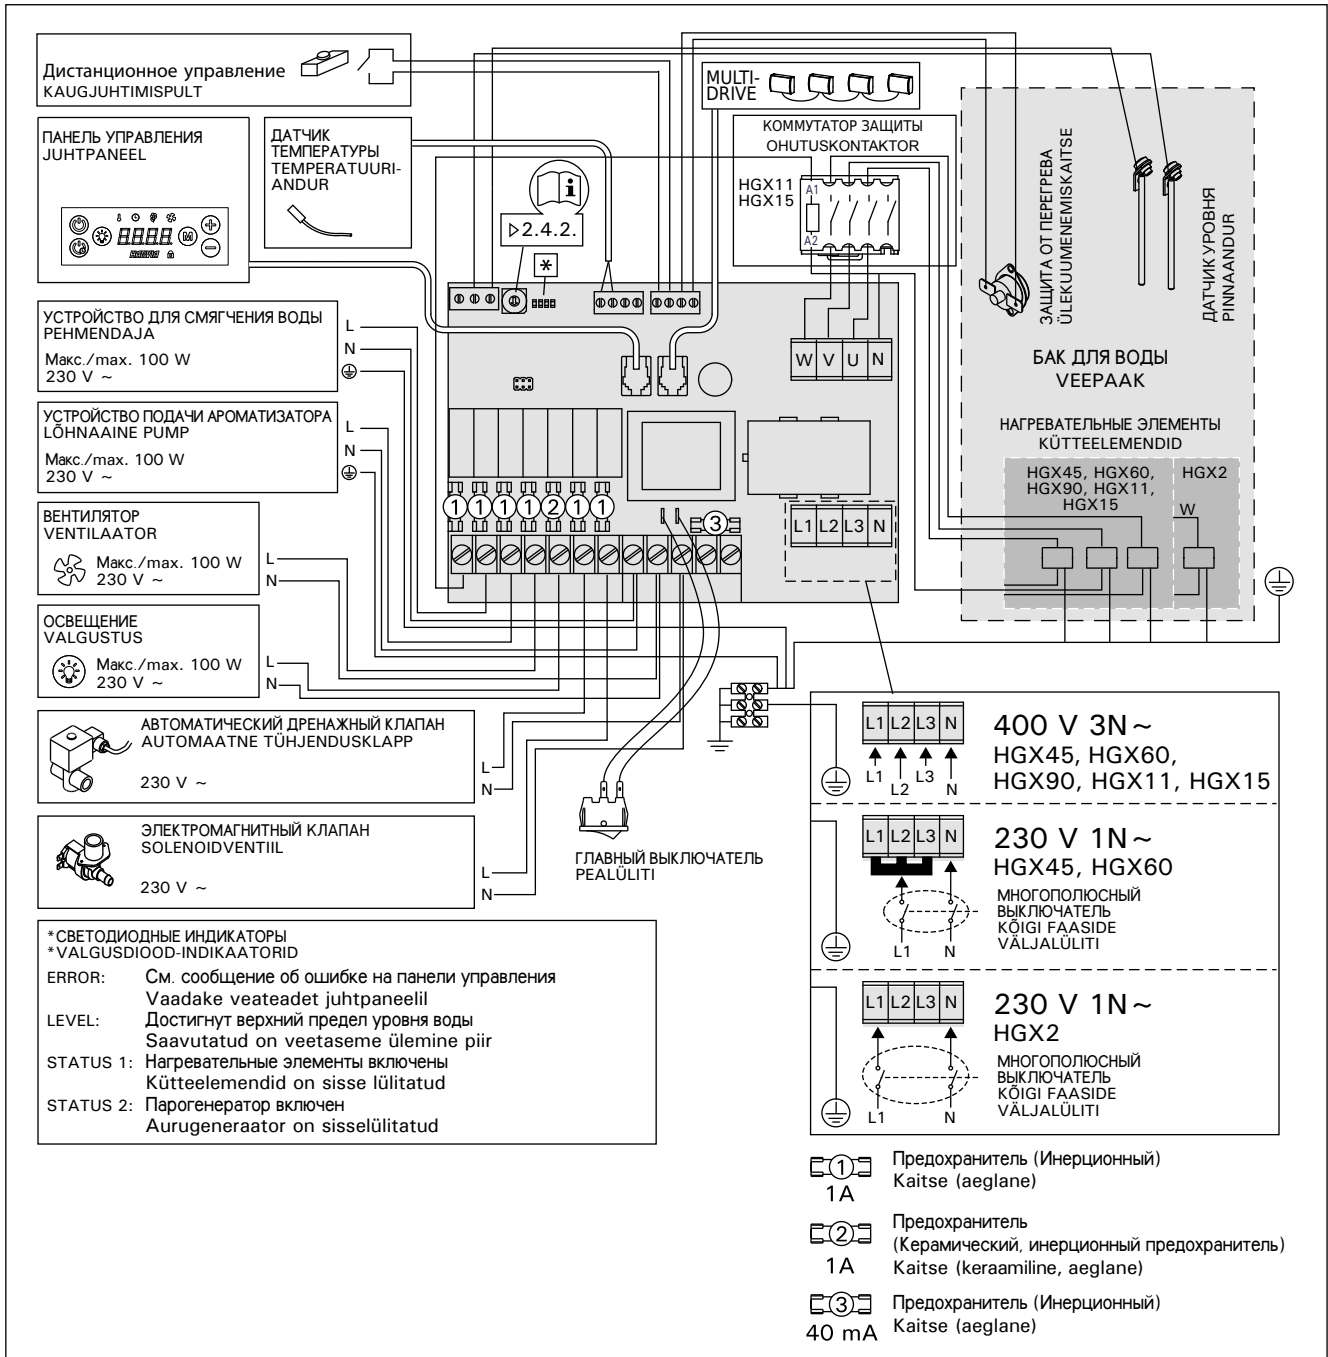 Дистанционное управление
KAUGJUHTIMISPULT
MULTI-
DRIVE
ПАНЕЛЬ УПРАВЛЕНИЯ
JUHTPANEEL
8888
HARVIA
M
ДАТЧИК
ТЕМПЕРАТУРЫ
TEMPERATUURI-
ANDUR
i
2.4.2.
*
КОММУТАТОР ЗАЩИТЫ
OHUTUSKONTAKTOR
HGX11
HGX15
A1
A2
ЗАЩИТА ОТ ПЕРЕГРЕВА
ÜLEKUUMENEMISKAITSE
ДАТЧИК УРОВНЯ
PINNAANDUR
БАК ДЛЯ ВОДЫ
VEEPAAK
НАГРЕВАТЕЛЬНЫЕ ЭЛЕМЕНТЫ
KÜTTEELEMENDID
HGX45, HGX60,
HGX90, HGX11,
HGX15
HGX2
W
W V U N
L1 L2 L3 N
1 1 1 1 2 1 1
3
УСТРОЙСТВО ДЛЯ СМЯГЧЕНИЯ ВОДЫ
PEHMENDAJA
Макс./max. 100 W
230 V ~
L
N
УСТРОЙСТВО ПОДАЧИ АРОМАТИЗАТОРА
LÕHNAAINE PUMP
Макс./max. 100 W
230 V ~
L
N
ВЕНТИЛЯТОР
VENTILAATOR
Макс./max. 100 W
230 V ~
L
N
ОСВЕЩЕНИЕ
VALGUSTUS
Макс./max. 100 W
230 V ~
L
N
АВТОМАТИЧЕСКИЙ ДРЕНАЖНЫЙ КЛАПАН
AUTOMAATNE TÜHJENDUSKLAPP
230 V ~
L
N
ЭЛЕКТРОМАГНИТНЫЙ КЛАПАН
SOLENOIDVENTIIL
230 V ~
L
N
ГЛАВНЫЙ ВЫКЛЮЧАТЕЛЬ
PEALÜLITI
*СВЕТОДИОДНЫЕ ИНДИКАТОРЫ
*VALGUSDIOOD-INDIKAATORID
ERROR: См. сообщение об ошибке на панели управления
Vaadake veateadet juhtpaneelil
LEVEL: Достигнут верхний предел уровня воды
Saavutatud on veetaseme ülemine piir
STATUS 1: Нагревательные элементы включены
Kütteelemendid on sisse lülitatud
STATUS 2: Парогенератор включен
Aurugeneraator on sisselülitatud
L1 L2 L3 N
L1 L2 L3 N
400 V 3N~
HGX45, HGX60,
HGX90, HGX11, HGX15
L1 L2 L3 N
L1 N
230 V 1N~
HGX45, HGX60
МНОГОПОЛЮСНЫЙ
ВЫКЛЮЧАТЕЛЬ
KÕIGI FAASIDE
VÄLJALÜLITI
L1 L2 L3 N
L1 N
230 V 1N~
HGX2
МНОГОПОЛЮСНЫЙ
ВЫКЛЮЧАТЕЛЬ
KÕIGI FAASIDE
VÄLJALÜLITI
1
1A
Предохранитель (Инерционный)
Kaitse (aeglane)
2
1A
Предохранитель
(Керамический, инерционный предохранитель)
Kaitse (keraamiline, aeglane)
3
40 mA
Предохранитель (Инерционный)
Kaitse (aeglane)